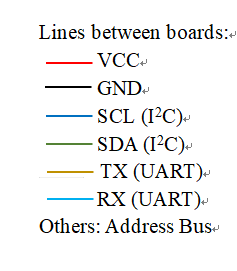 Lines between boards:
VCC
GND
SCL (I²C)
SDA (I²C)
TX (UART)
RX (UART)
Others: Address Bus